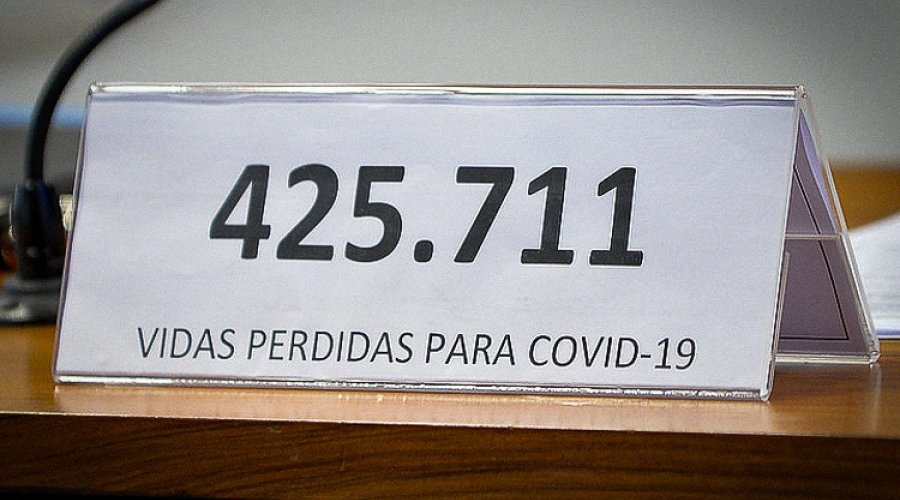 425.711
VIDAS PERDIDAS PARA COVID-19